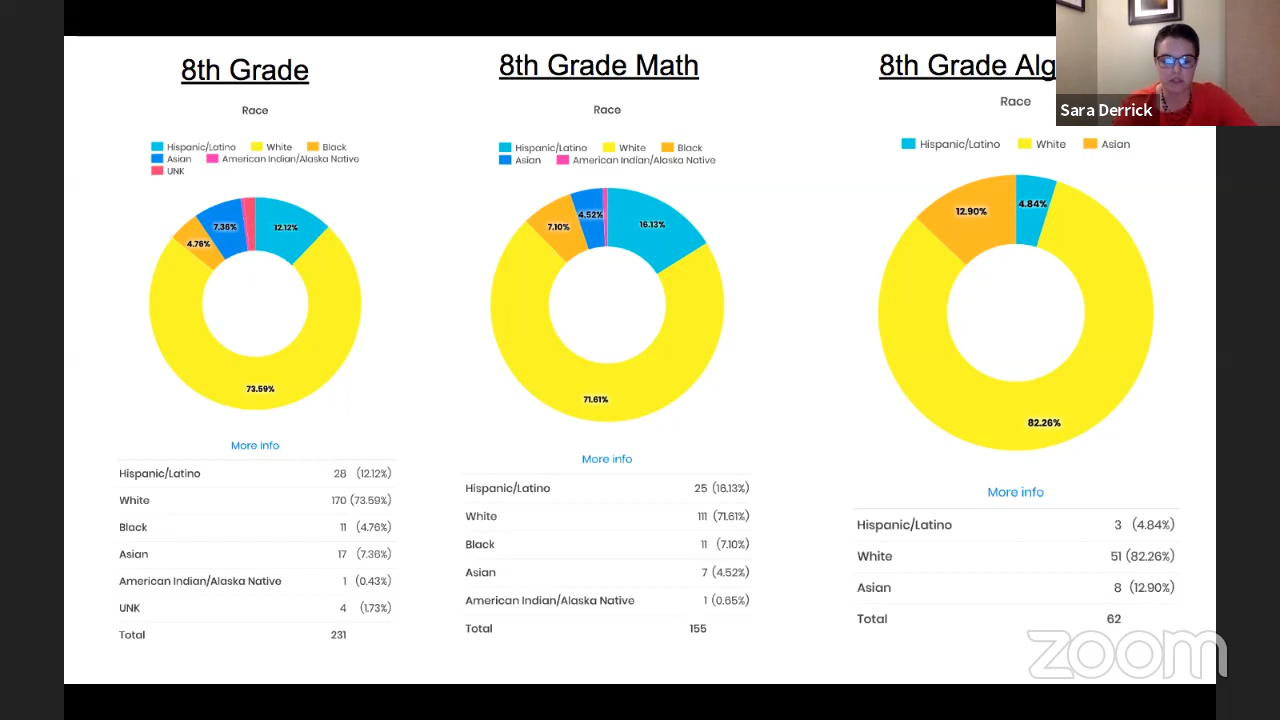 8th Grade
Race
Hispanic/Latino White Black
Asian American Indian/Alaska Native
UNK
7.36%
12.12%
4.76%
73.59%
More info
Hispanic/Latino 28 (12.12%)
White 170 (73.59%)
Black 11 (4.76%)
Asian 17 (7.36%)
American Indian/Alaska Native 1 (0.43%)
UNK 4 (1.73%)
Total 231
8th Grade Math
Race
Hispanic/Latino White Black
Asian American Indian/Alaska Native
4.52%
16.13%
7.10%
71.61%
More info
Hispanic/Latino 25 (16.13%)
White 111 (71.61%)
Black 11 (7.10%)
Asian 7 (4.52%)
American Indian/Alaska Native 1 (0.65%)
Total 155
8th Grade Alg
Race
Hispanic/Latino White Asian
4.84%
12.90%
82.26%
More info
Hispanic/Latino 3 (4.84%)
White 51 (82.26%)
Asian 8 (12.90%)
Total 62
Sara Derrick
zoom